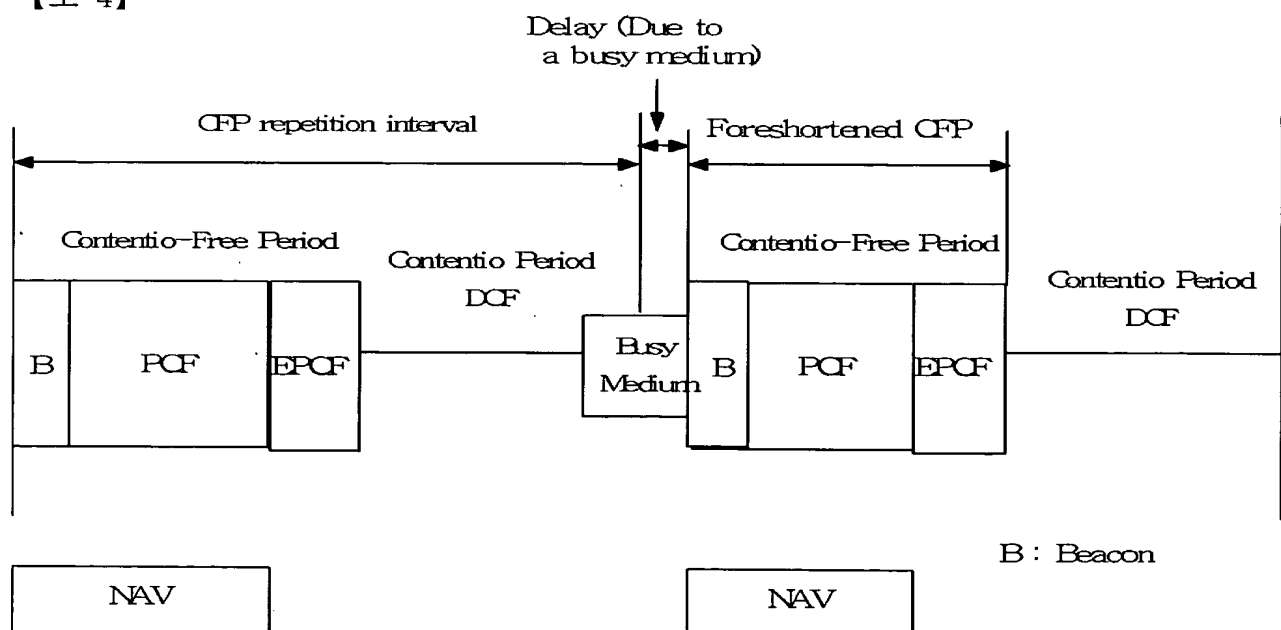 Delay (Due to
a busy medium)
CFP repetition interval
Foreshortened CFP
Contentio-Free Period
Contentio Period
DCF
Contentio-Free Period
Contentio Period
DCF
B
PCF
EPCF
Busy
Medium
B
PCF
EPCF
B : Beacon
NAV
NAV